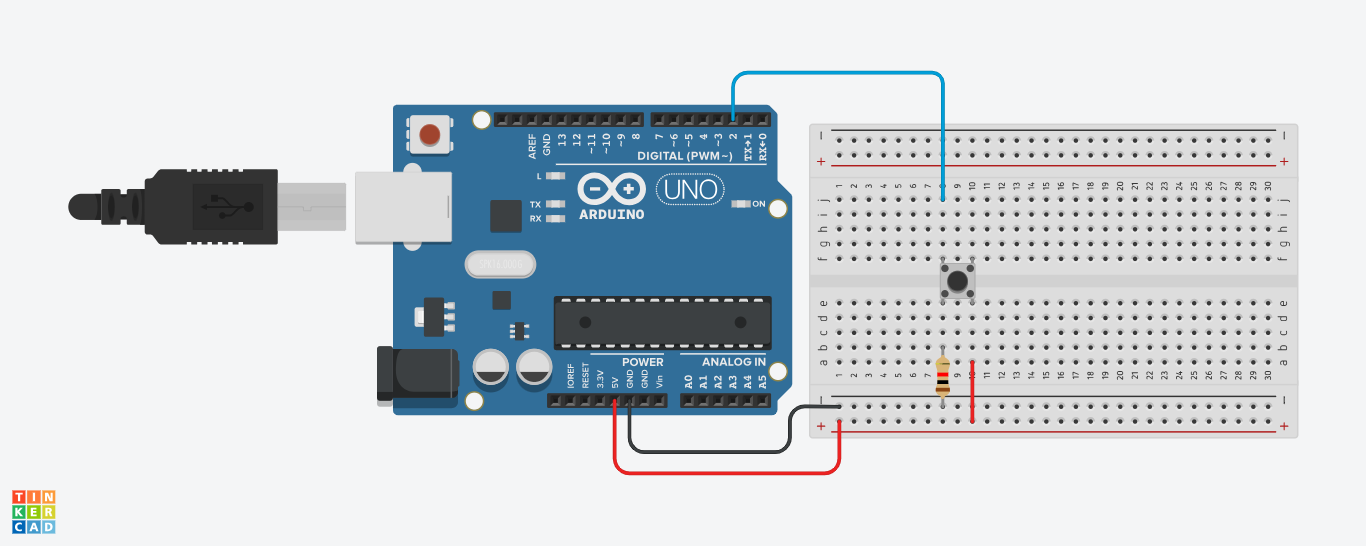 AREF
GND
13
12
~11
~10
~9
8
7
~6
~5
4
~3
2
TX→1
RX←0
DIGITAL (PWM ~)
L
TX
RX
UNO
ARDUINO
ON
POWER
ANALOG IN
IOREF
RESET
3.3V
5V
GND
GND
Vin
A0
A1
A2
A3
A4
A5
− −
+ +
1 2 3 4 5 6 7 8 9 10 11 12 13 14 15 16 17 18 19 20 21 22 23 24 25 26 27 28 29 30
j j
i i
h h
g g
f f
e e
d d
c c
b b
a a
1 2 3 4 5 6 7 8 9 10 11 12 13 14 15 16 17 18 19 20 21 22 23 24 25 26 27 28 29 30
− −
+ +
TIN
KER
CAD